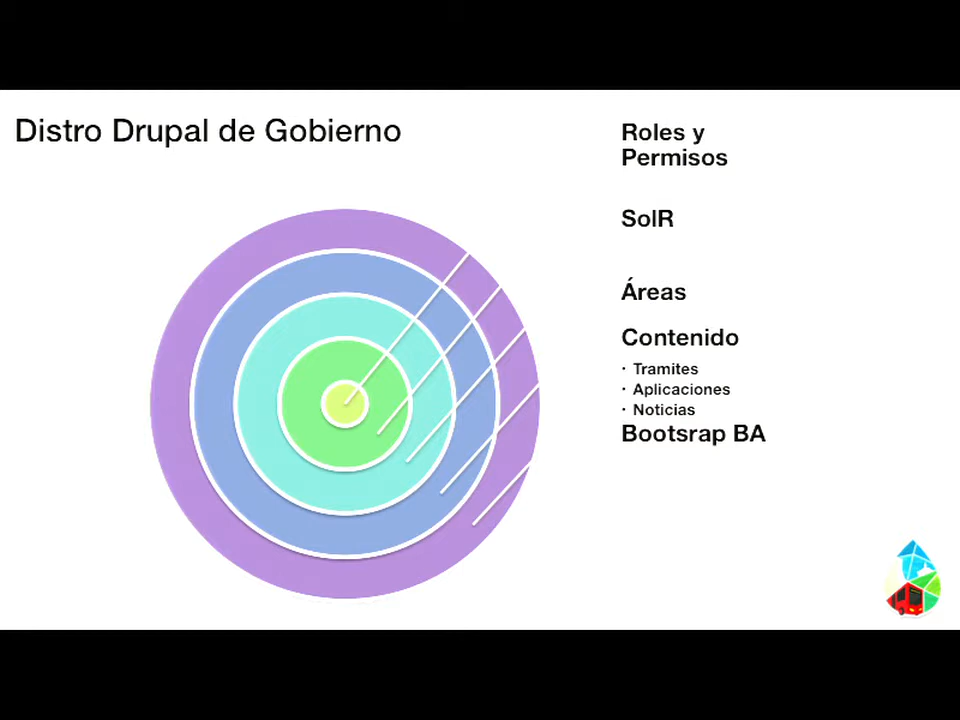 Distro Drupal de Gobierno
Roles y
Permisos
SolR
Áreas
Contenido
· Tramites
· Aplicaciones
· Noticias
Bootsrap BA